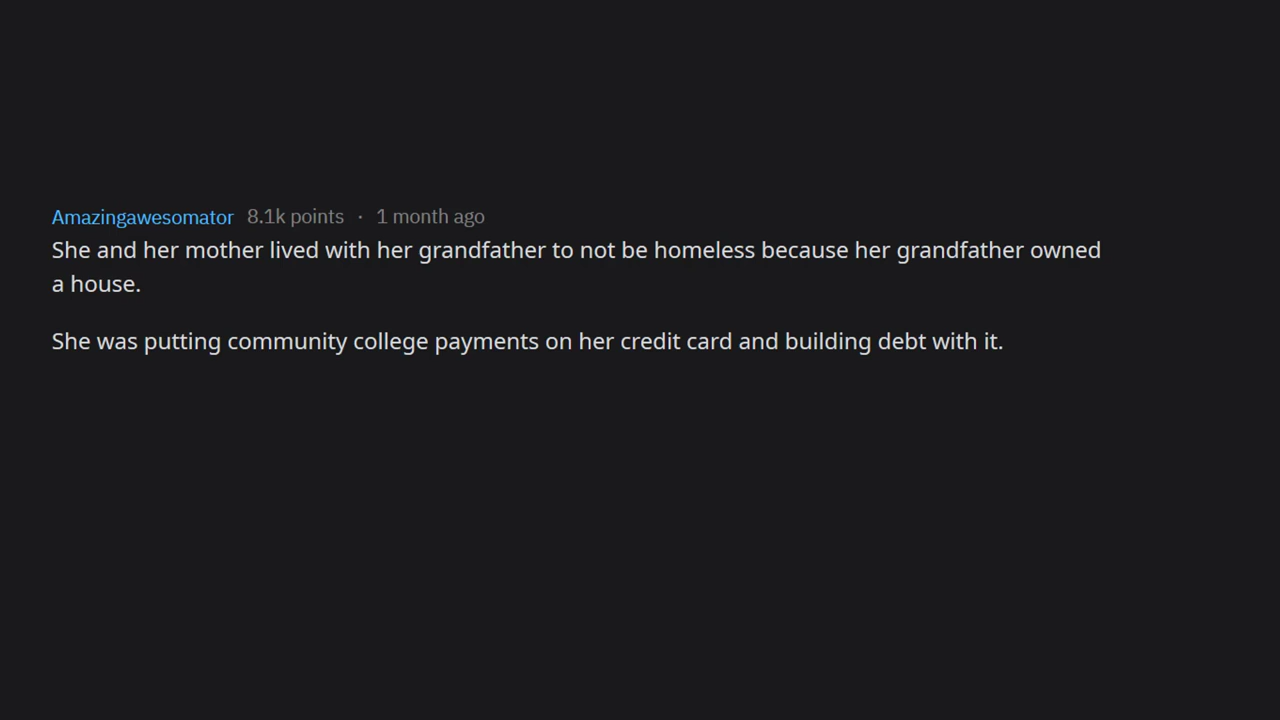 Amazingawesomator 8.1k points · 1 month ago
She and her mother lived with her grandfather to not be homeless because her grandfather owned
a house.
She was putting community college payments on her credit card and building debt with it.